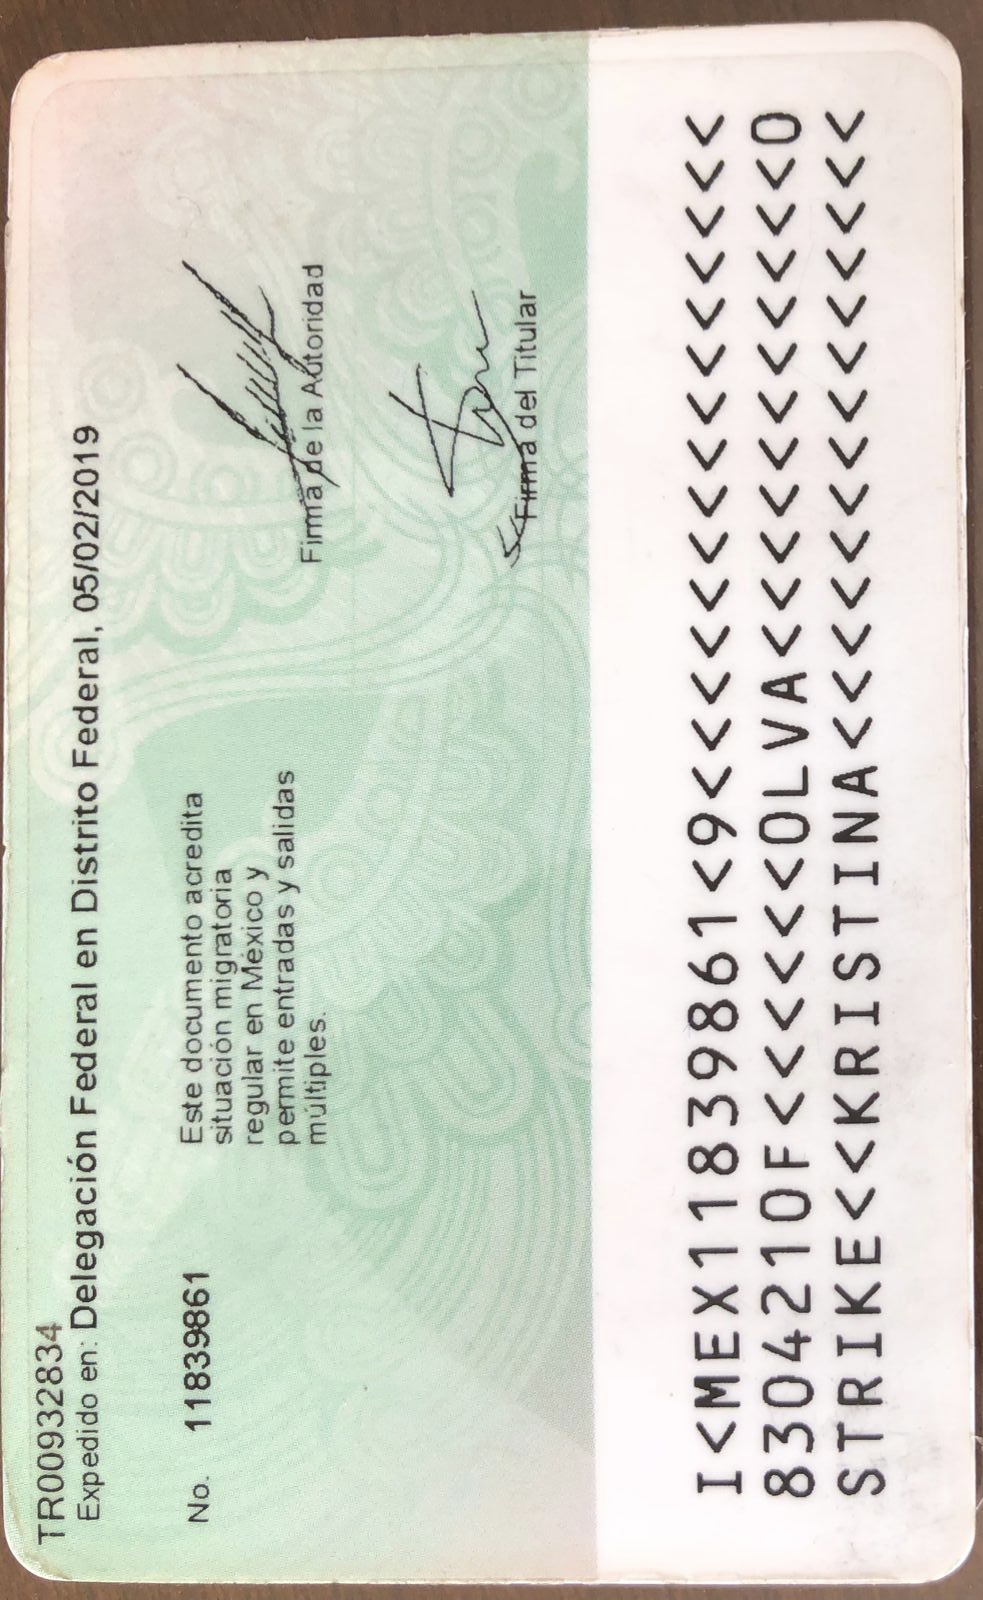 TR00932834
Expedido en: Delegación Federal en Distrito Federal, 05/02/2019
No. 11839861
Este documento acredita
situación migratoria
regular en México y
permite entradas y salidas
múltiples.
Firma de la Autoridad
Firma del Titular
I<MEX11839861<9<<<<<<<<<<<<<<<
8304210F<<<<<<<OLVA<<<<<<<<<<<0
STRIKE<<KRISTINA<<<<<<<<<<<<<<